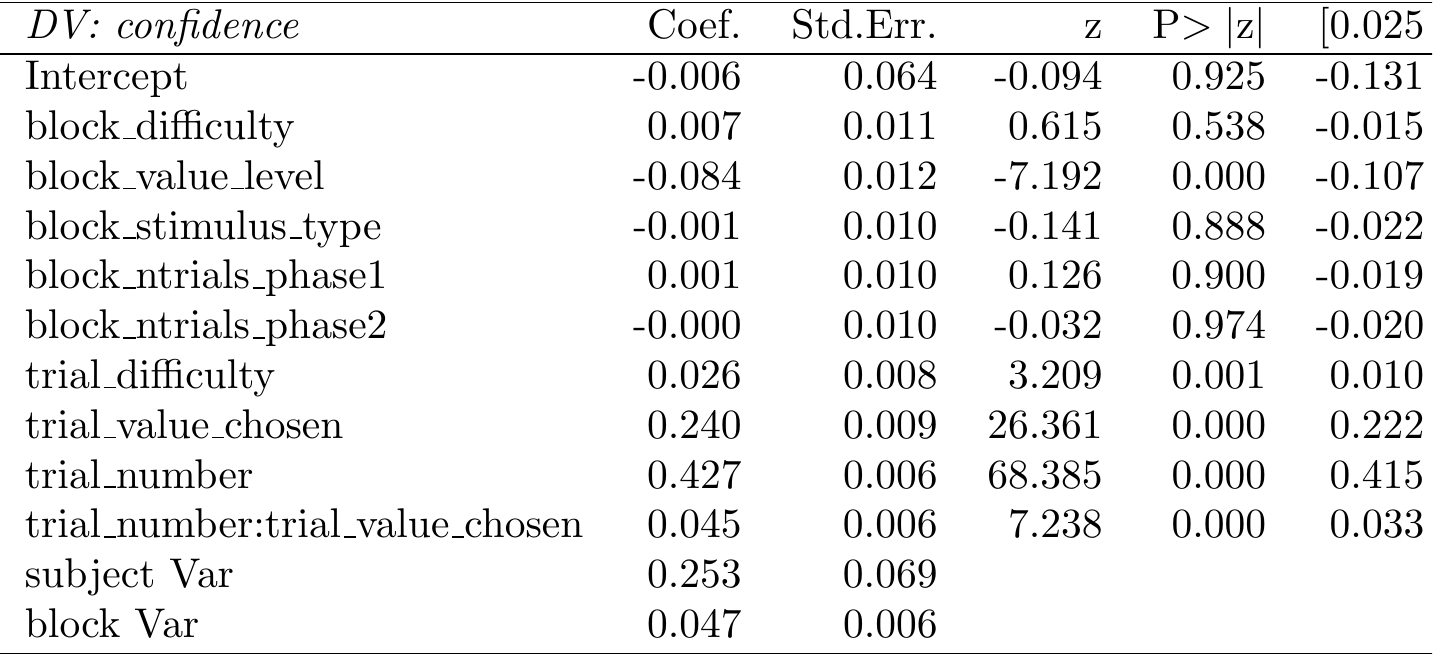 DV: confidence Coef. Std.Err. z P> |z| [0.025
Intercept -0.006 0.064 -0.094 0.925 -0.131
block_difficulty 0.007 0.011 0.615 0.538 -0.015
block_value_level -0.084 0.012 -7.192 0.000 -0.107
block_stimulus_type -0.001 0.010 -0.141 0.888 -0.022
block_ntrials_phase1 0.001 0.010 0.126 0.900 -0.019
block_ntrials_phase2 -0.000 0.010 -0.032 0.974 -0.020
trial_difficulty 0.026 0.008 3.209 0.001 0.010
trial_value_chosen 0.240 0.009 26.361 0.000 0.222
trial_number 0.427 0.006 68.385 0.000 0.415
trial_number:trial_value_chosen 0.045 0.006 7.238 0.000 0.033
subject Var 0.253 0.069
block Var 0.047 0.006